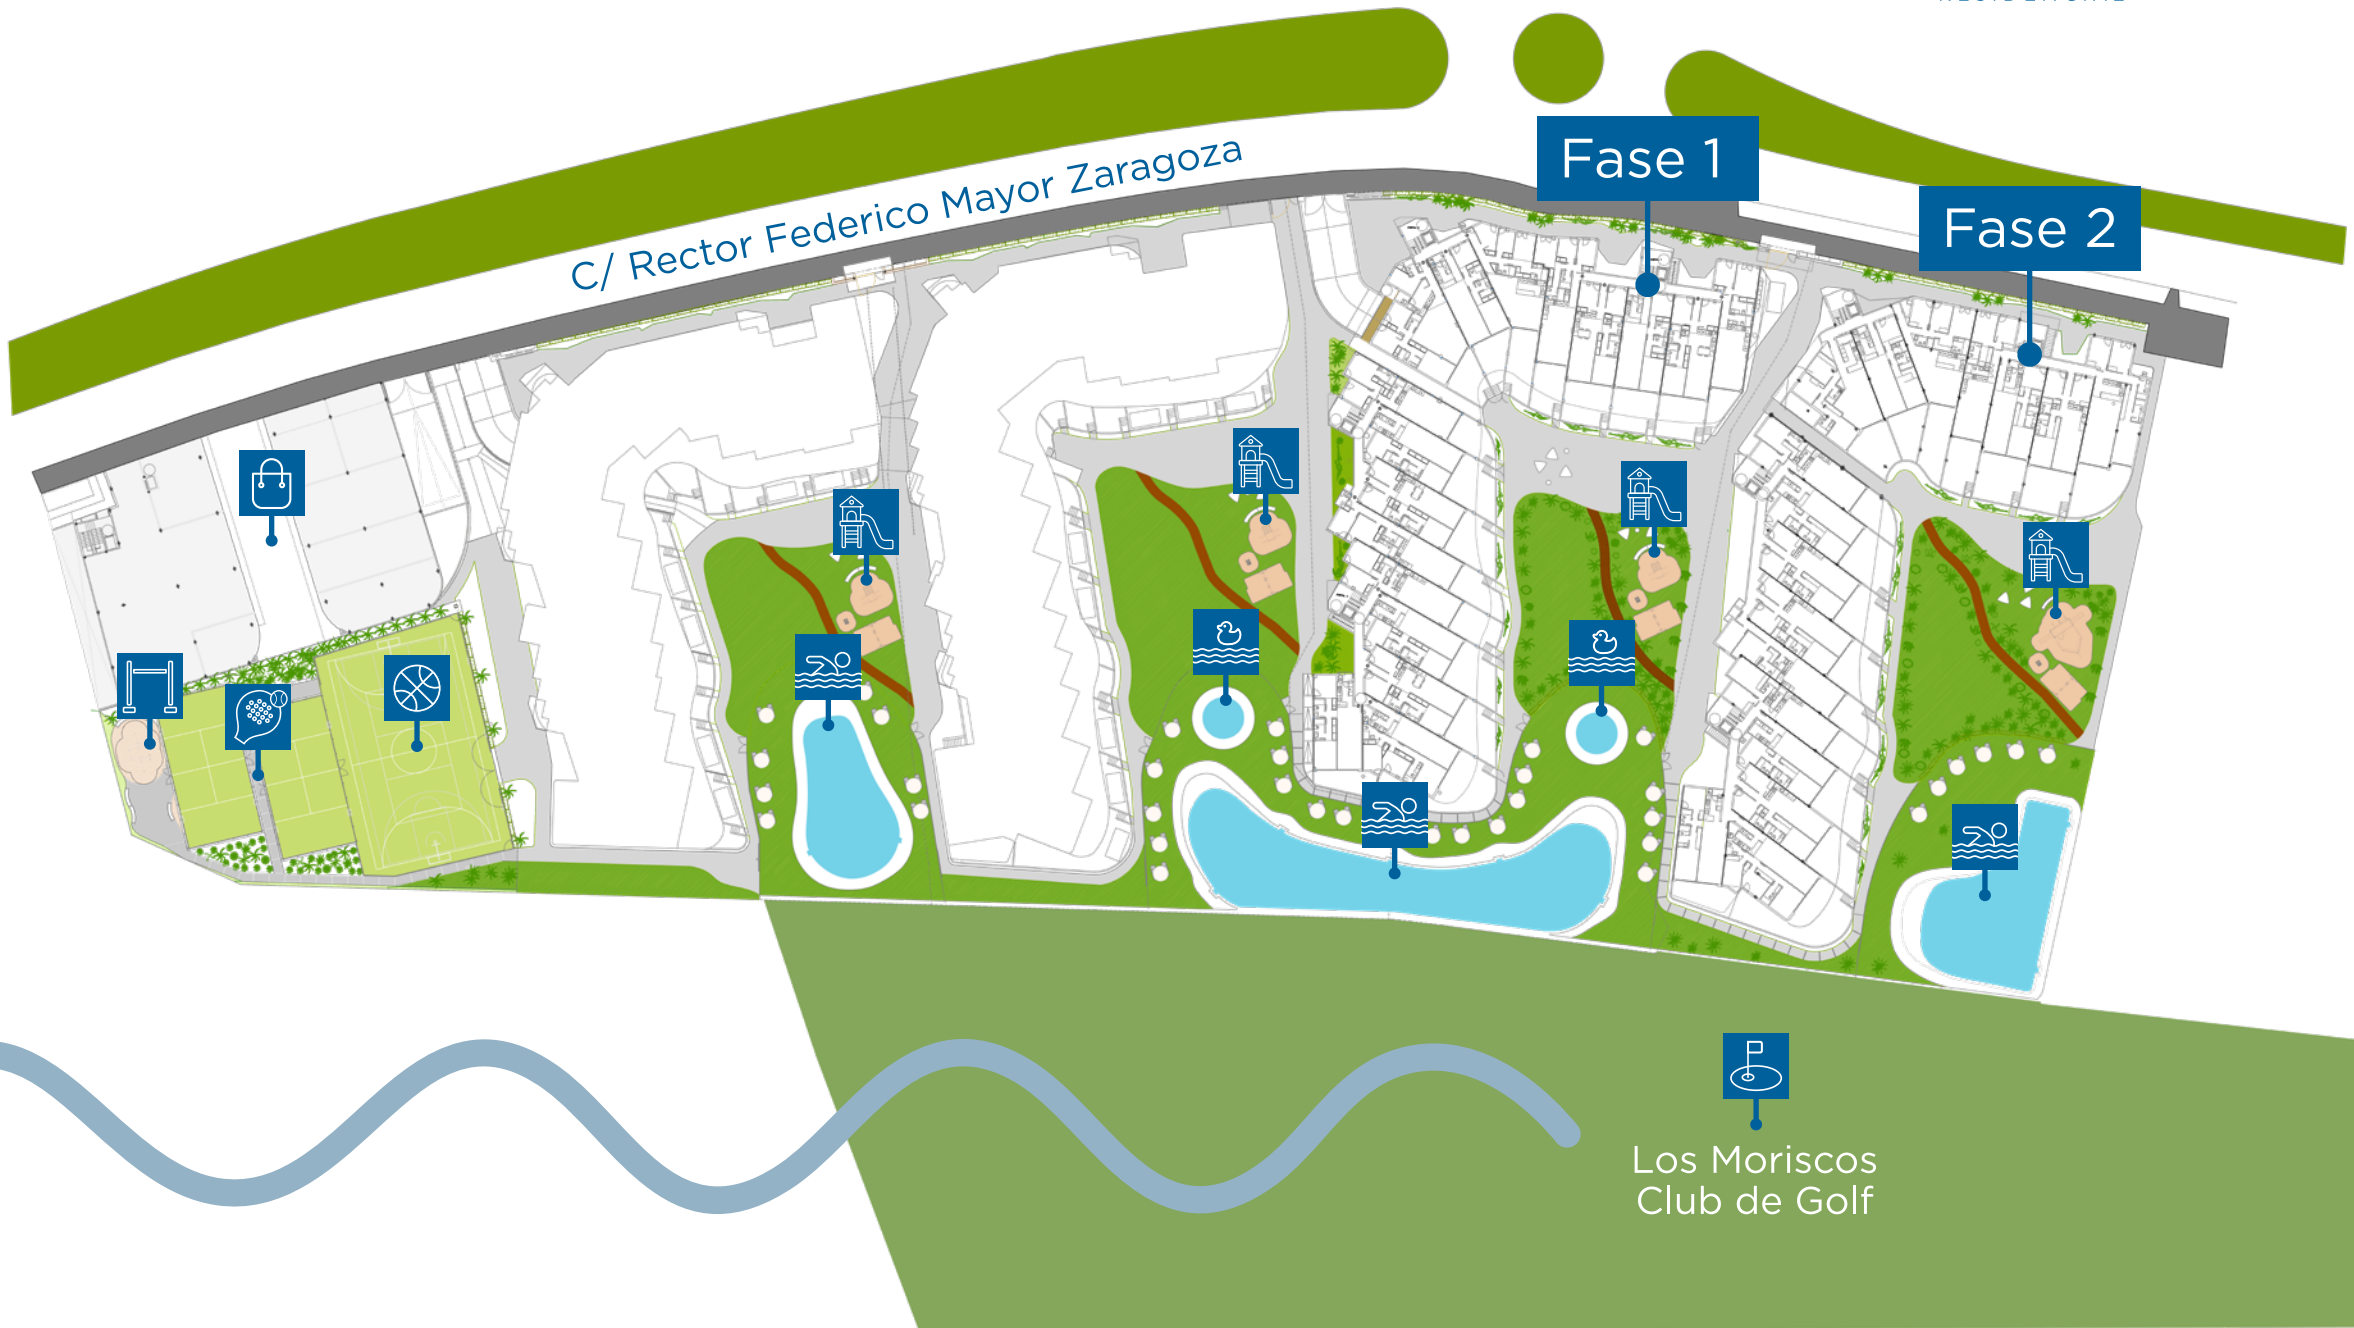 C/ Rector Federico Mayor Zaragoza
Fase 1
Fase 2
Los Moriscos
Club de Golf